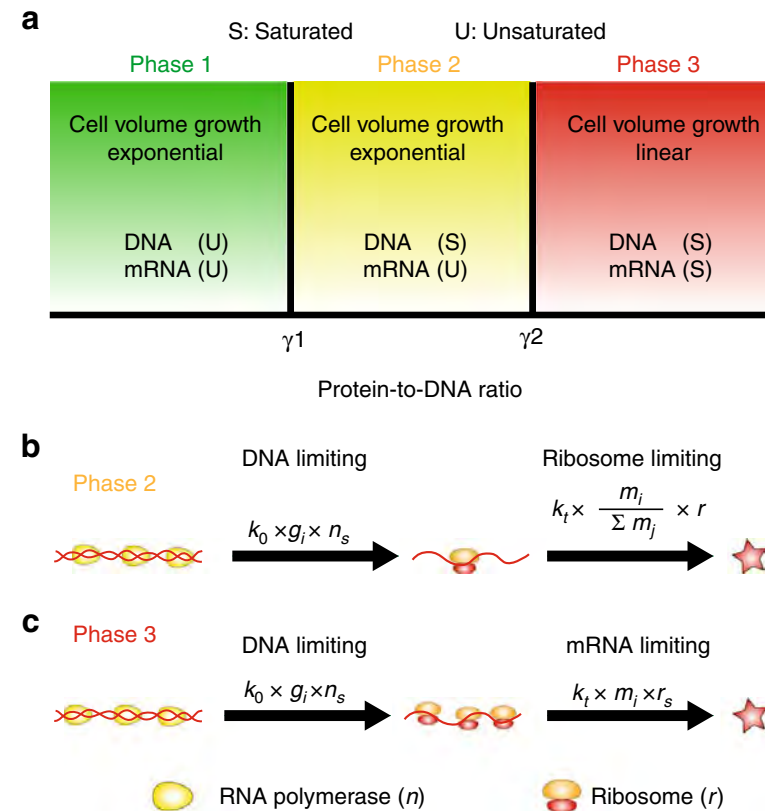 a
S: Saturated U: Unsaturated
Phase 1 Phase 2 Phase 3
Cell volume growth exponential
Cell volume growth exponential
Cell volume growth linear
DNA (U)
mRNA (U)
DNA (S)
mRNA (U)
DNA (S)
mRNA (S)
γ1 γ2
Protein-to-DNA ratio
b
Phase 2
DNA limiting
k₀ × gᵢ × nₛ
Ribosome limiting
kₜ × mᵢ / Σ mⱼ × r
c
Phase 3
DNA limiting
k₀ × gᵢ × nₛ
mRNA limiting
kₜ × mᵢ × rₛ
RNA polymerase (n) Ribosome (r)